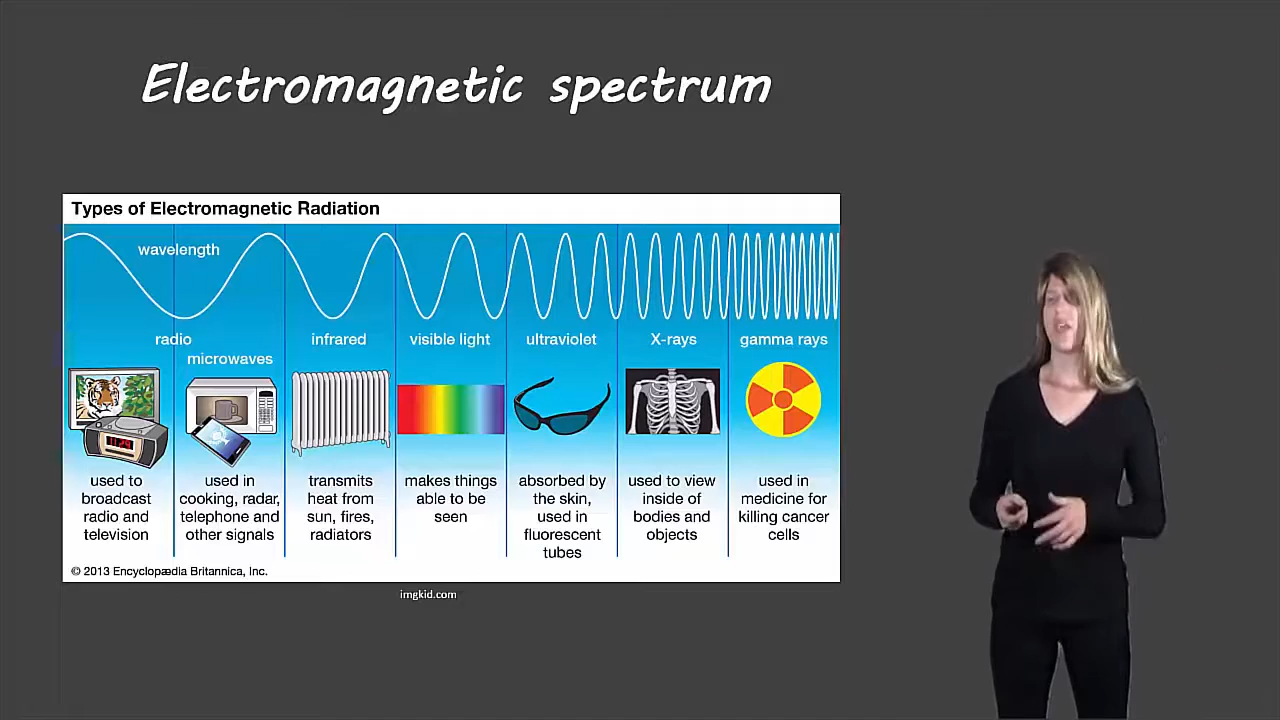 Electromagnetic spectrum
Types of Electromagnetic Radiation
wavelength
radio
microwaves
infrared
visible light
ultraviolet
X-rays
gamma rays
11:29
used to
broadcast
radio and
television
used in
cooking, radar,
telephone and
other signals
transmits
heat from
sun, fires,
radiators
makes things
able to be
seen
absorbed by
the skin,
used in
fluorescent
tubes
used to view
inside of
bodies and
objects
used in
medicine for
killing cancer
cells
© 2013 Encyclopædia Britannica, Inc.
imgkid.com